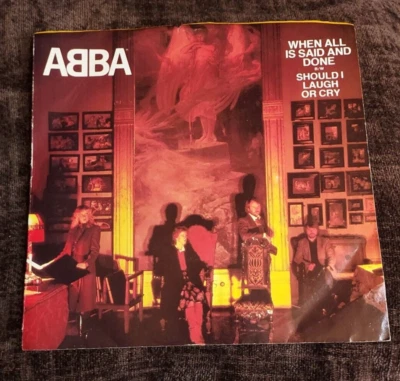 ABBA
WHEN ALL
IS SAID AND
DONE
B/W
SHOULD I
LAUGH
OR CRY